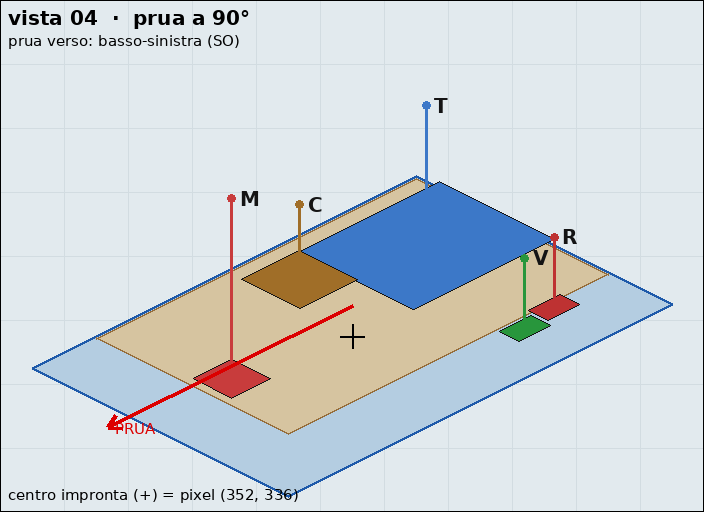 vista 04 · prua a 90°
prua verso: basso-sinistra (SO)
T
M
C
R
V
PRUA
centro impronta (+) = pixel (352, 336)